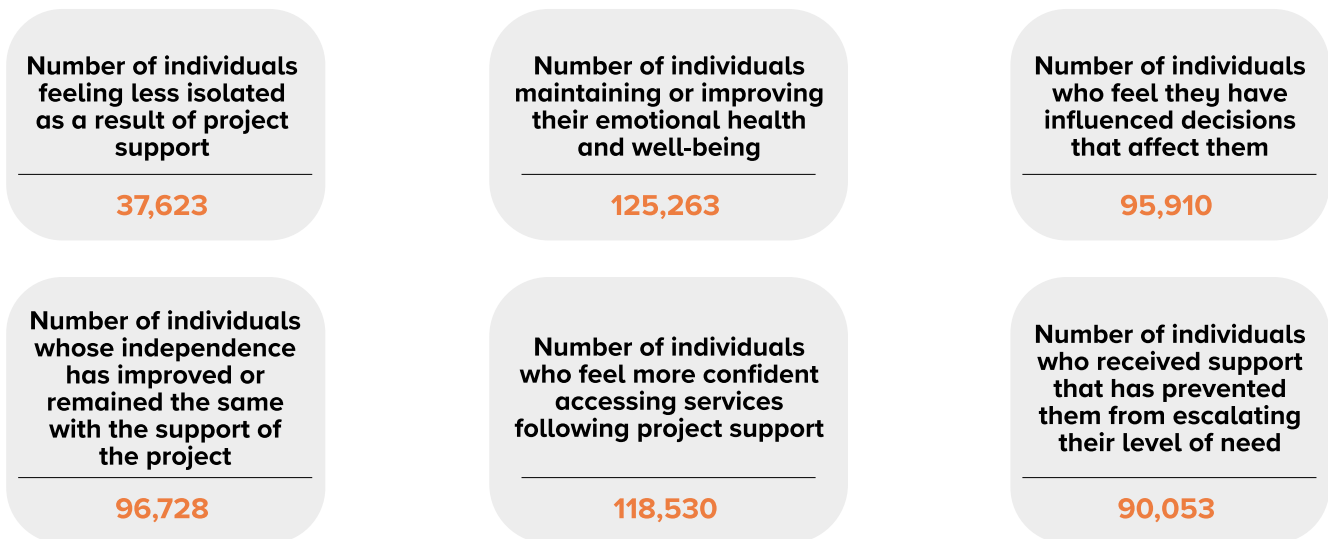 Number of individuals
feeling less isolated
as a result of project
support
37,623
Number of individuals
maintaining or improving
their emotional health
and well-being
125,263
Number of individuals
who feel they have
influenced decisions
that affect them
95,910
Number of individuals
whose independence
has improved or
remained the same
with the support of
the project
96,728
Number of individuals
who feel more confident
accessing services
following project support
118,530
Number of individuals
who received support
that has prevented
them from escalating
their level of need
90,053